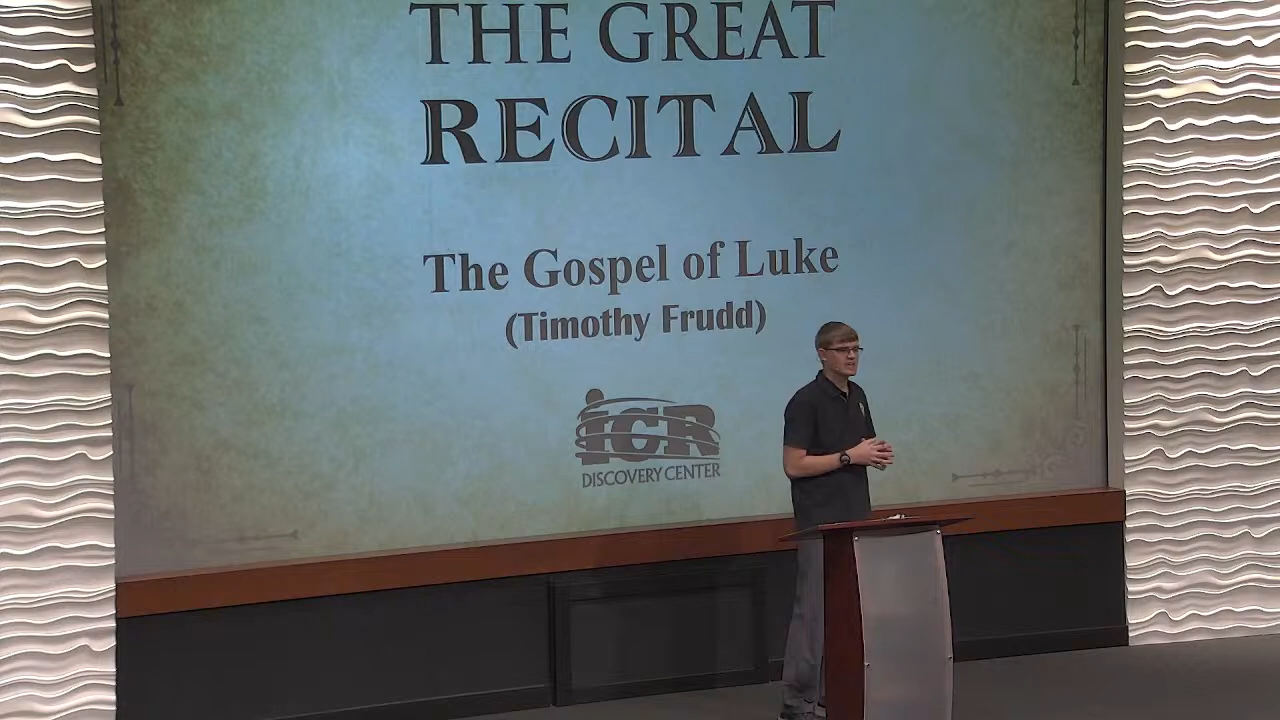 THE GREAT
RECITAL
The Gospel of Luke
(Timothy Frudd)
iCR
DISCOVERY CENTER